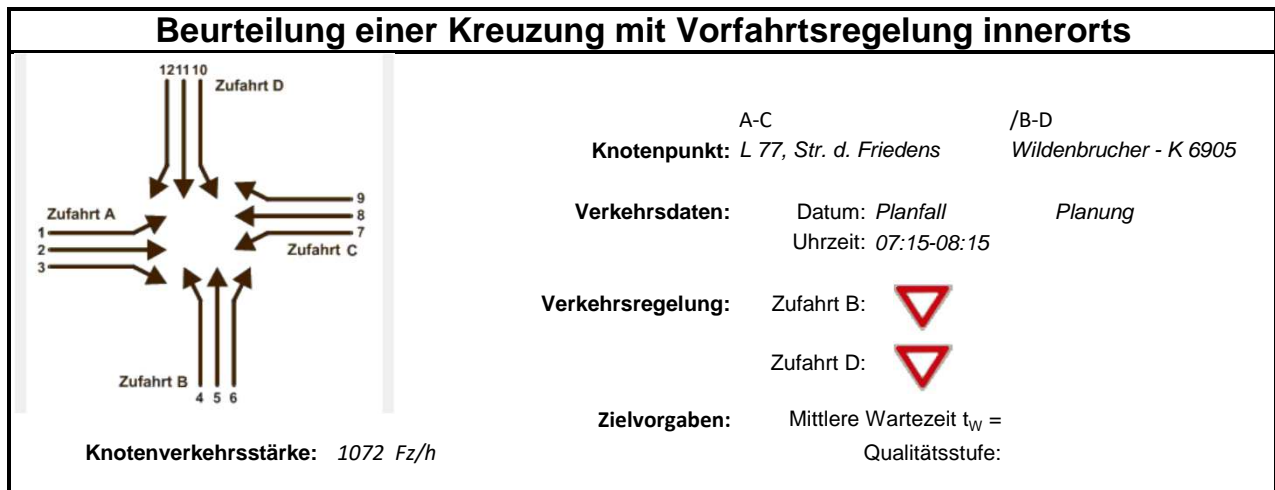 Beurteilung einer Kreuzung mit Vorfahrtsregelung innerorts
121110
Zufahrt D
Zufahrt A
1
2
3
9
8
7
Zufahrt C
Zufahrt B
4 5 6
A-C /B-D
Knotenpunkt: L 77, Str. d. Friedens Wildenbrucher - K 6905
Verkehrsdaten: Datum: Planfall Planung
Uhrzeit: 07:15-08:15
Verkehrsregelung: Zufahrt B:
Zufahrt D:
Zielvorgaben: Mittlere Wartezeit tW =
Knotenverkehrsstärke: 1072 Fz/h Qualitätsstufe: